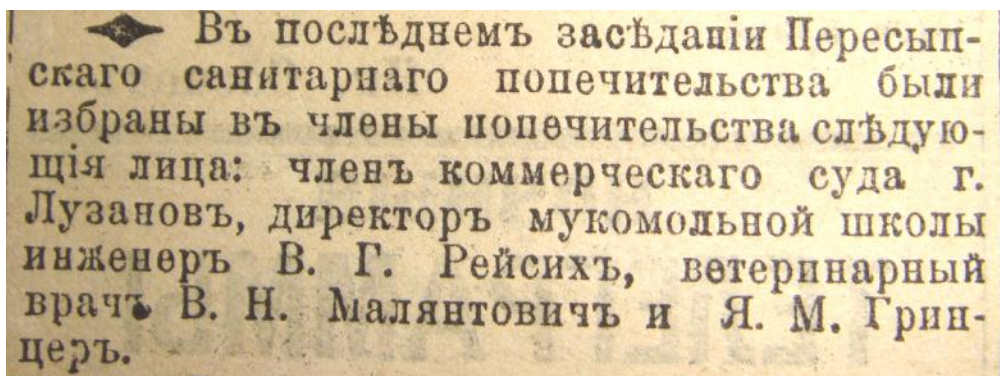 Въ послѣднемъ засѣданіи Пересып-
скаго санитарнаго попечительства были
избраны въ члены попечительства слѣдую-
щія лица: членъ коммерческаго суда г.
Лузановъ, директоръ мукомольной школы
инженеръ В. Г. Рейсихъ, ветеринарный
врачъ В. Н. Малянтовичъ и Я. М. Грин-
церъ.